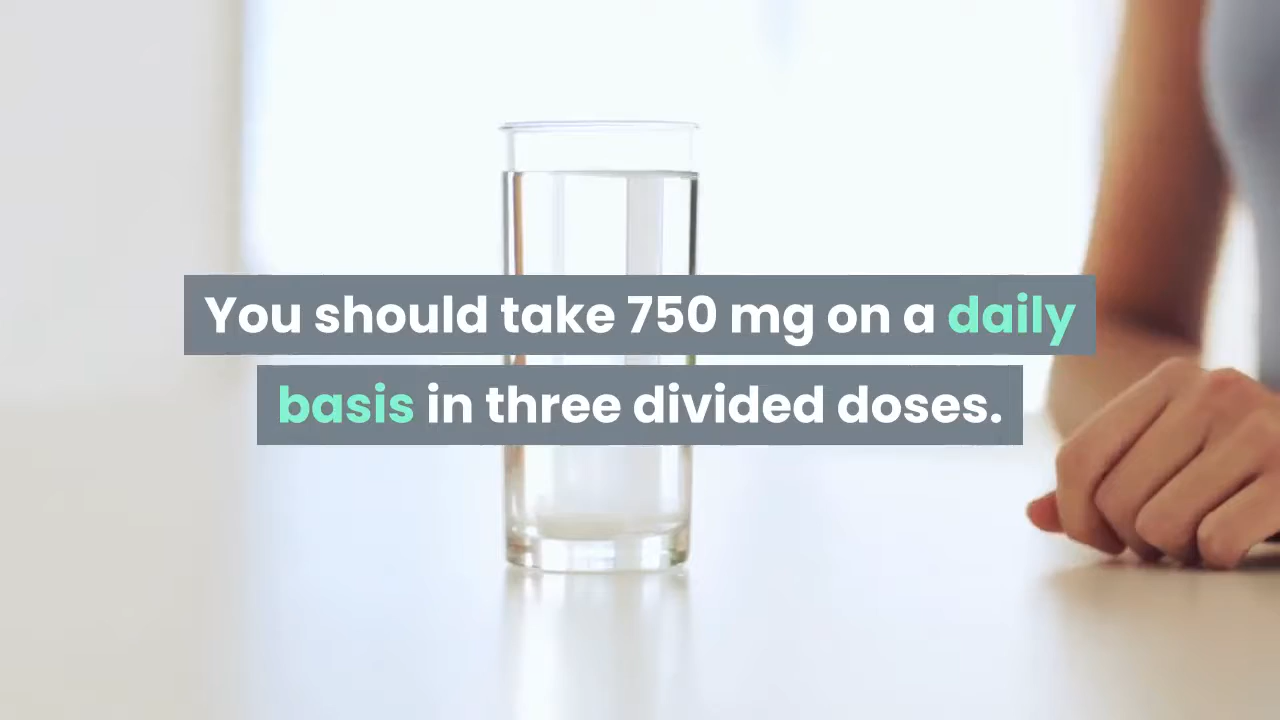 You should take 750 mg on a daily
basis in three divided doses.